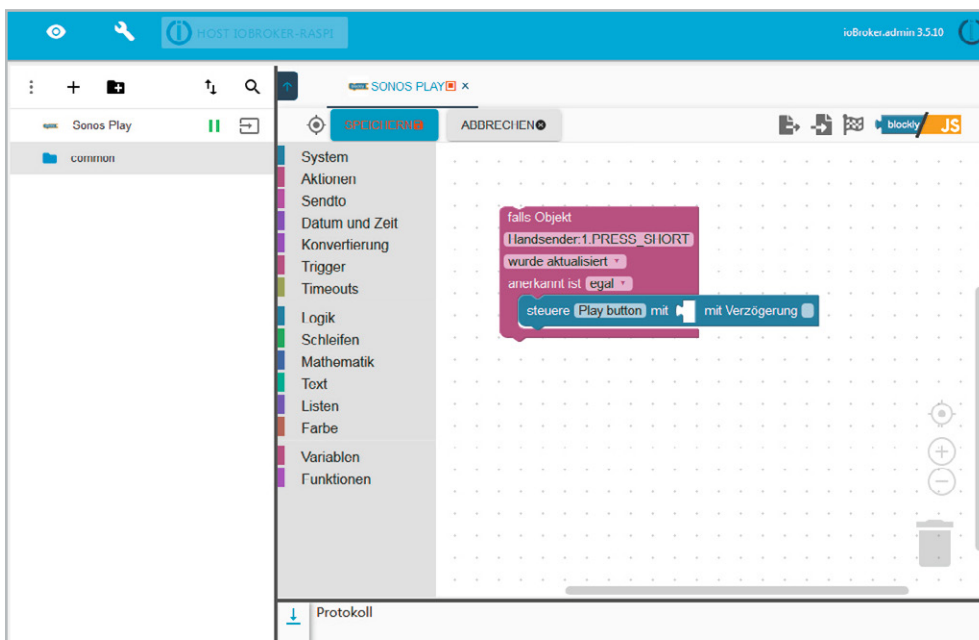 HOST IOBROKER-RASPI
ioBroker.admin 3.5.10
SONOS PLAY
Sonos Play
SPEICHERN
ABBRECHEN
blockly
JS
common
System
Aktionen
Sendto
Datum und Zeit
Konvertierung
Trigger
Timeouts
Logik
Schleifen
Mathematik
Text
Listen
Farbe
Variablen
Funktionen
falls Objekt
Handsender:1.PRESS_SHORT
wurde aktualisiert
anerkannt ist egal
steuere Play button mit mit Verzögerung
Protokoll